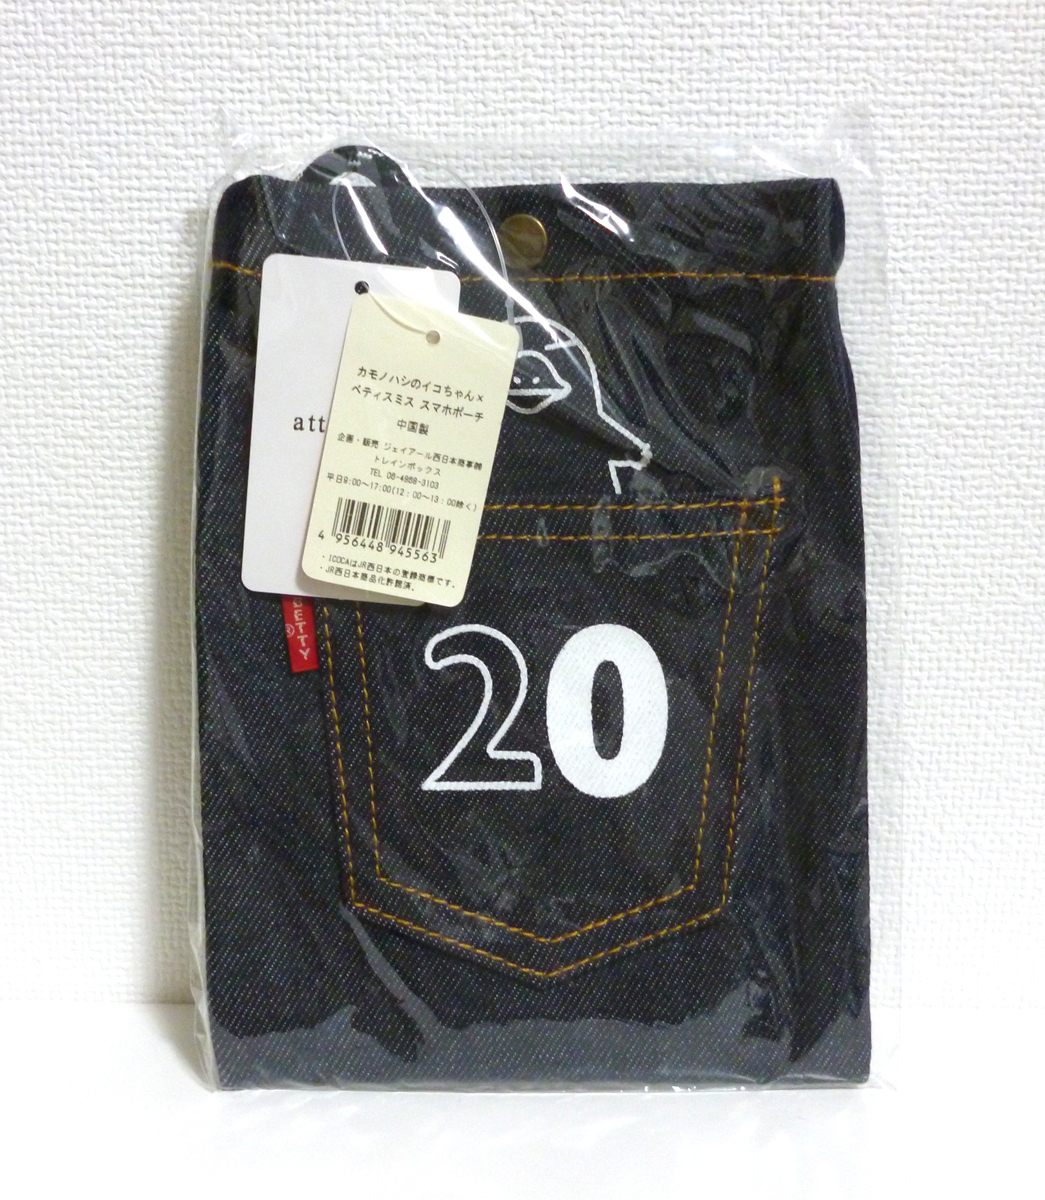 att
カモノハシのイコちゃん×
ベティスミス スマホポーチ
中国製
企画・販売 ジェイアール西日本商事㈱
トレインボックス
TEL 06-4868-3103
平日9:00〜17:00(12：00〜13：00除く)
4 956448 945563
・ICOCAはJR西日本の登録商標です。
・JR西日本商品化許諾済。
BETTY
®
20